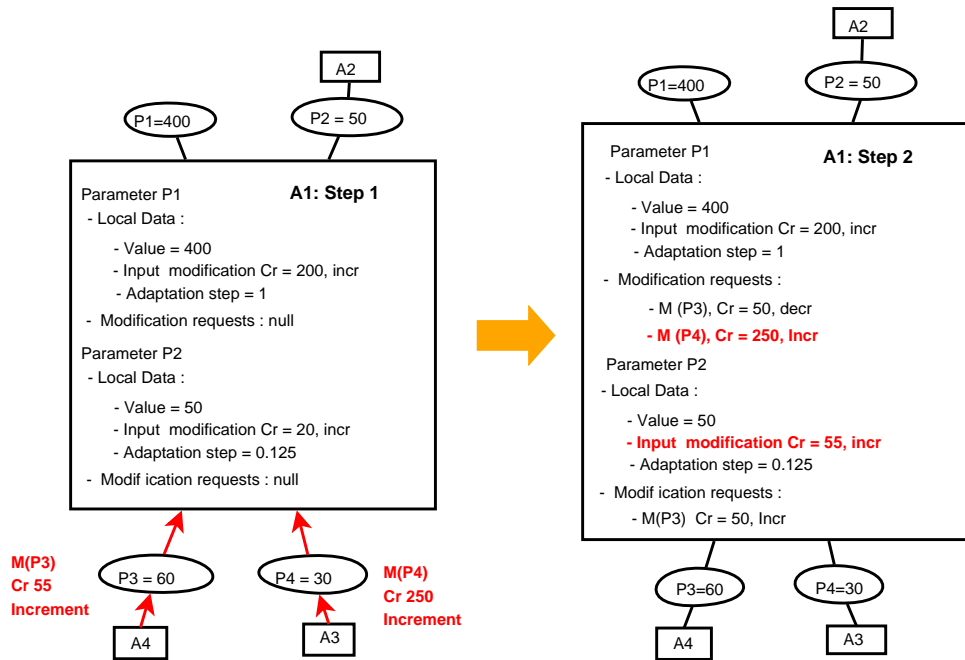 A2
P1=400
P2 = 50
A1: Step 1
Parameter P1
- Local Data :
- Value = 400
- Input modification Cr = 200, incr
- Adaptation step = 1
- Modification requests : null
Parameter P2
- Local Data :
- Value = 50
- Input modification Cr = 20, incr
- Adaptation step = 0.125
- Modif ication requests : null
M(P3)
Cr 55
Increment
P3 = 60
P4 = 30
M(P4)
Cr 250
Increment
A4
A3
A2
P1=400
P2 = 50
Parameter P1
A1: Step 2
- Local Data :
- Value = 400
- Input modification Cr = 200, incr
- Adaptation step = 1
- Modification requests :
- M (P3), Cr = 50, decr
- M (P4), Cr = 250, Incr
Parameter P2
- Local Data :
- Value = 50
- Input modification Cr = 55, incr
- Adaptation step = 0.125
- Modif ication requests :
- M(P3) Cr = 50, Incr
P3=60
P4=30
A4
A3